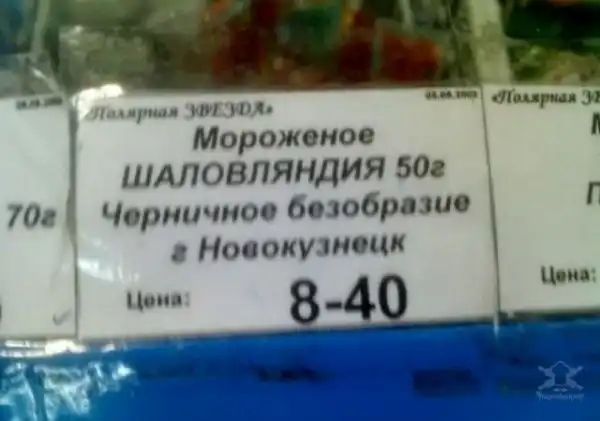 «Полярная ЗВЕЗДА»
Мороженое
ШАЛОВЛЯНДИЯ 50г
Черничное безобразие
г Новокузнецк
Цена: 8-40
70г
«Полярная
Цена: